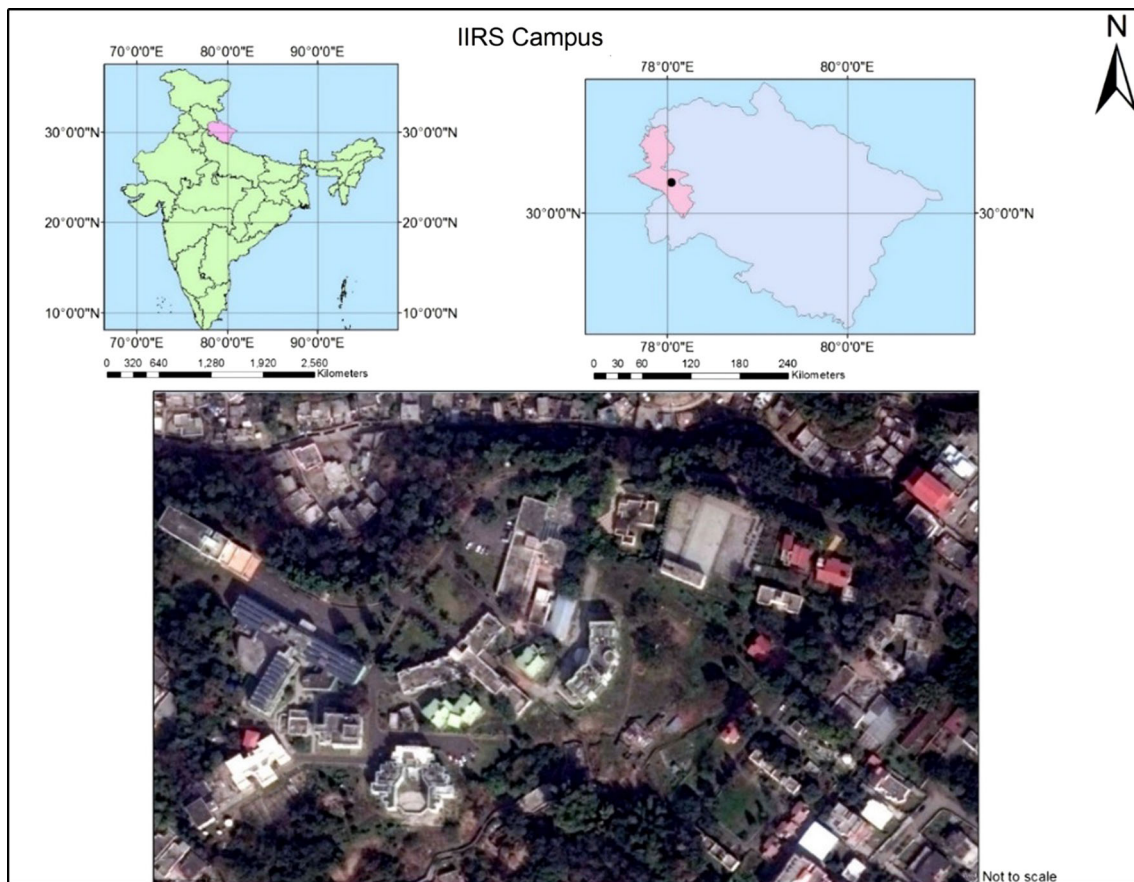 IIRS Campus
N
70°0'0"E 80°0'0"E 90°0'0"E
30°0'0"N 30°0'0"N
20°0'0"N 20°0'0"N
10°0'0"N 10°0'0"N
70°0'0"E 80°0'0"E
90°0'0"E
0 320 640 1,280 1,920 2,560
Kilometers
78°0'0"E 80°0'0"E
30°0'0"N 30°0'0"N
78°0'0"E 80°0'0"E
0 30 60 120 180 240
Kilometers
Not to scale